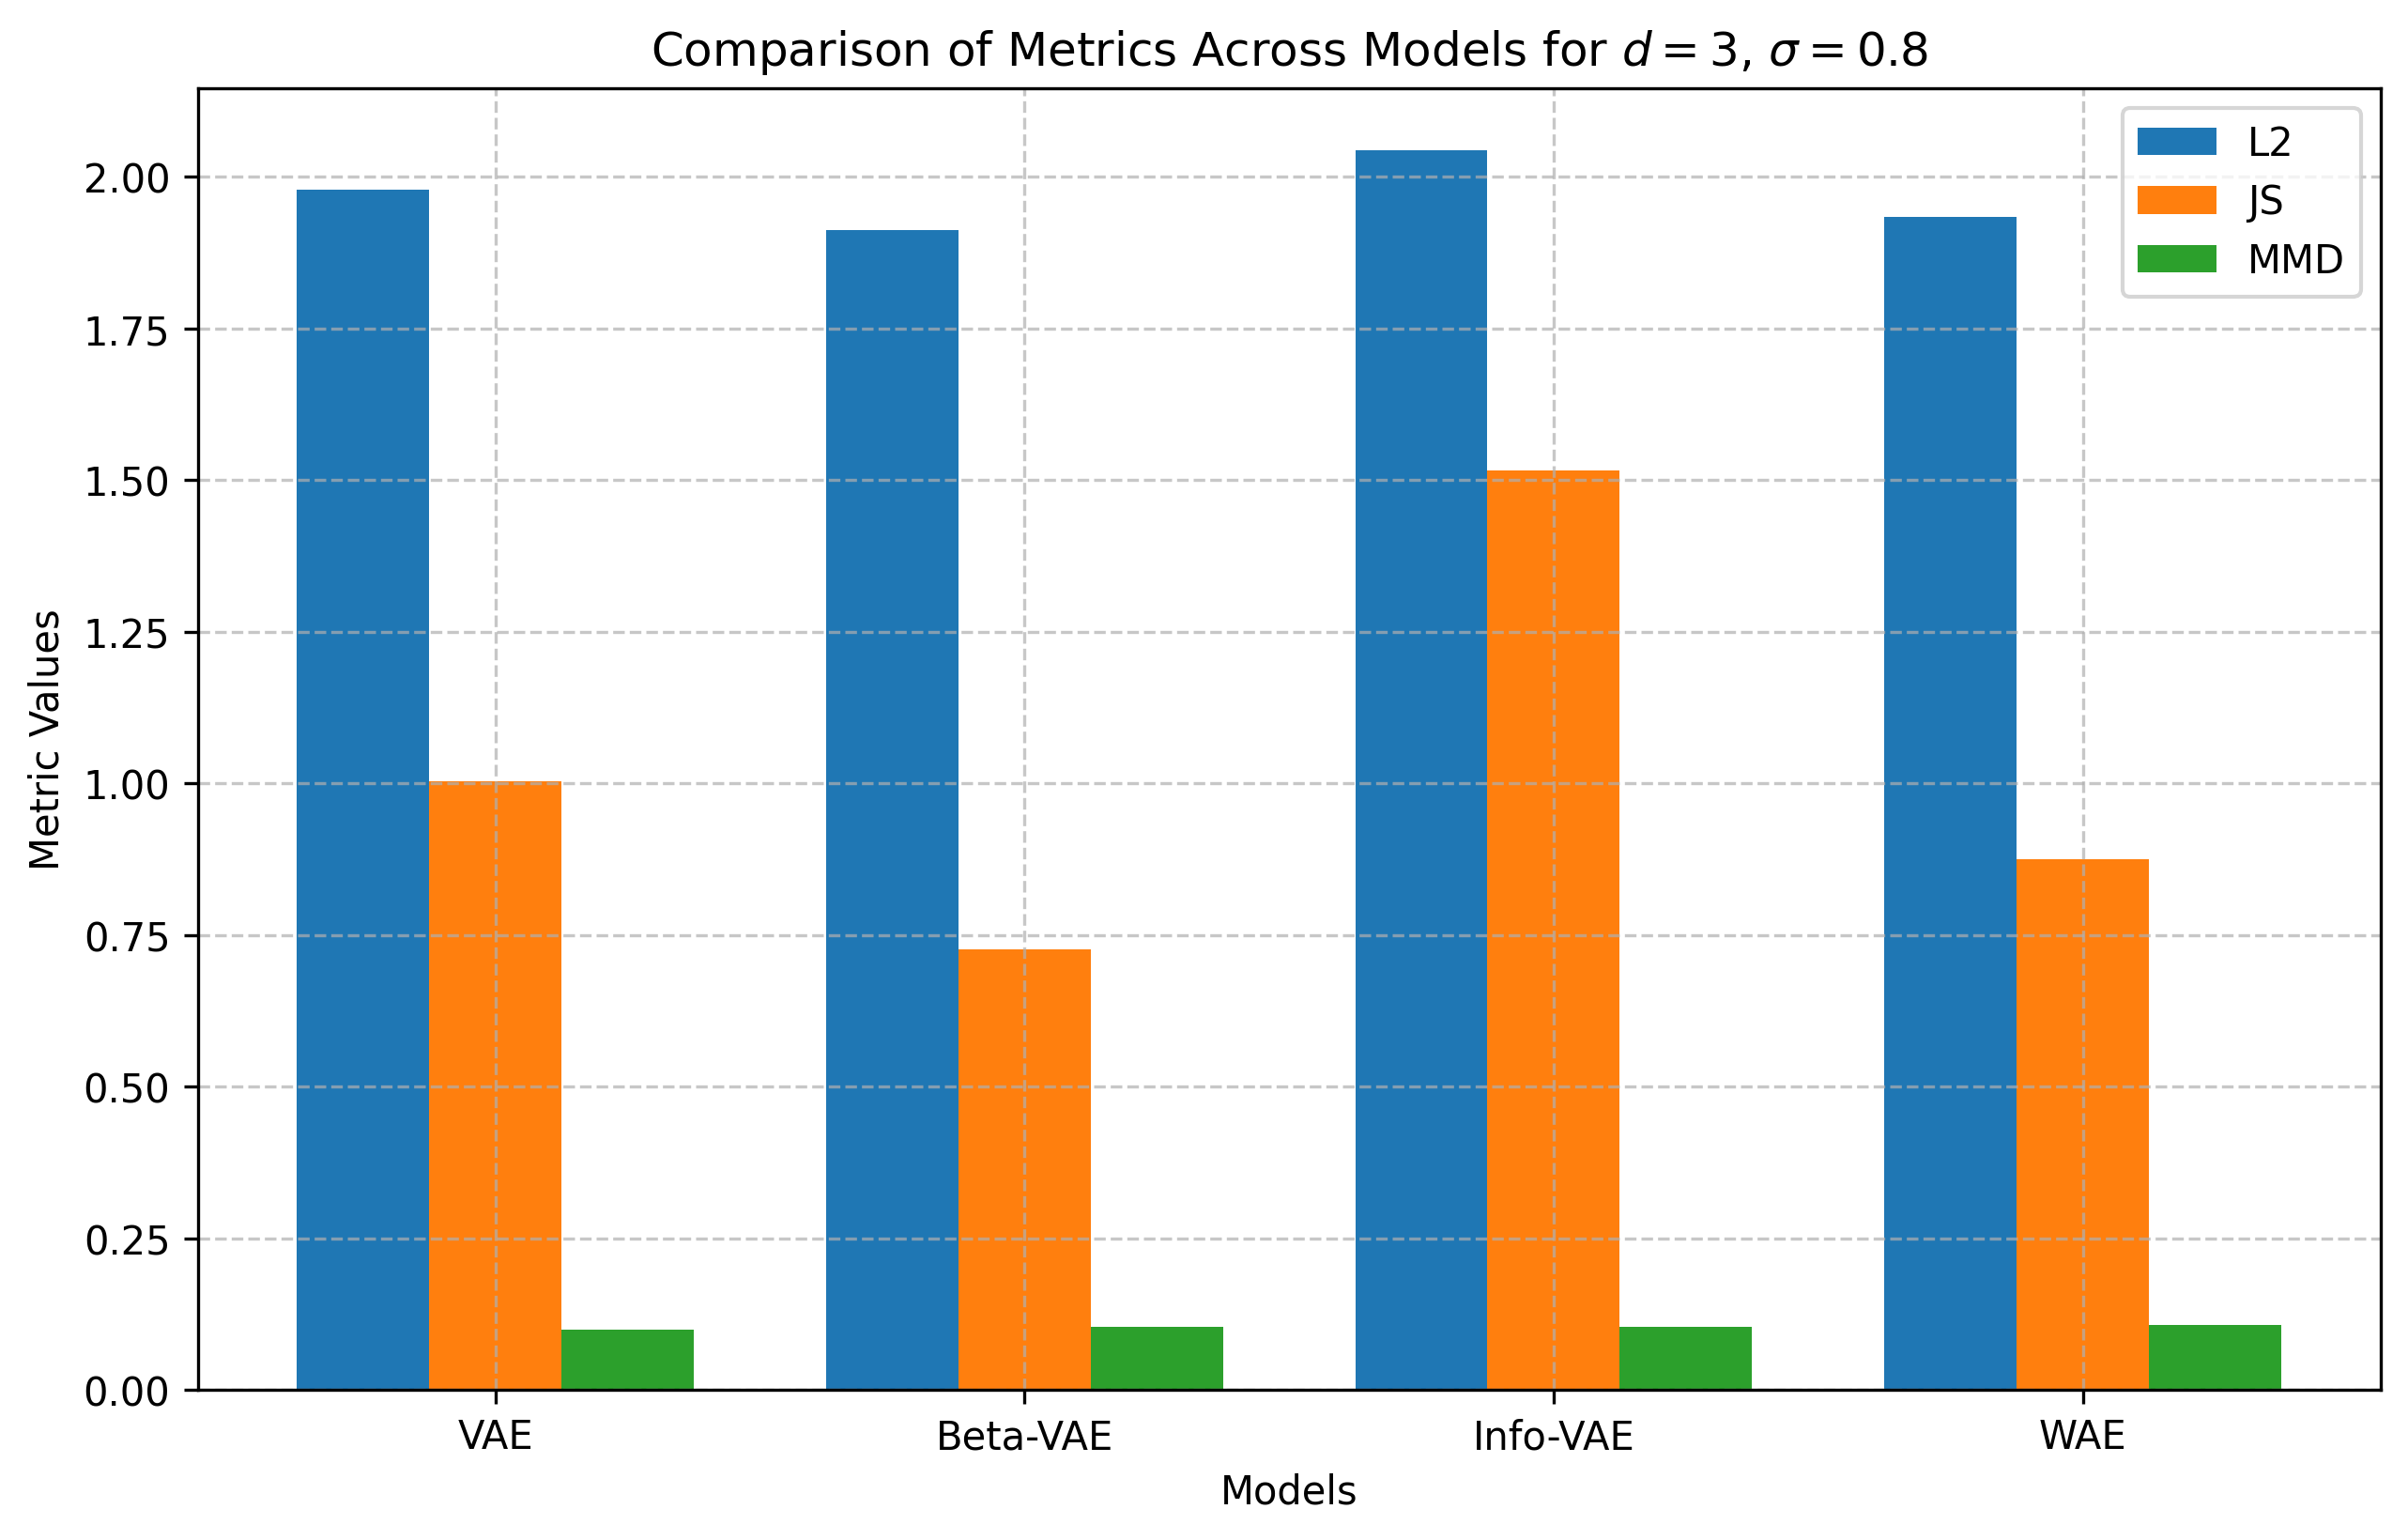 Comparison of Metrics Across Models for d = 3, σ = 0.8
L2
JS
MMD
Metric Values
2.00
1.75
1.50
1.25
1.00
0.75
0.50
0.25
0.00
VAE
Beta-VAE
Info-VAE
WAE
Models